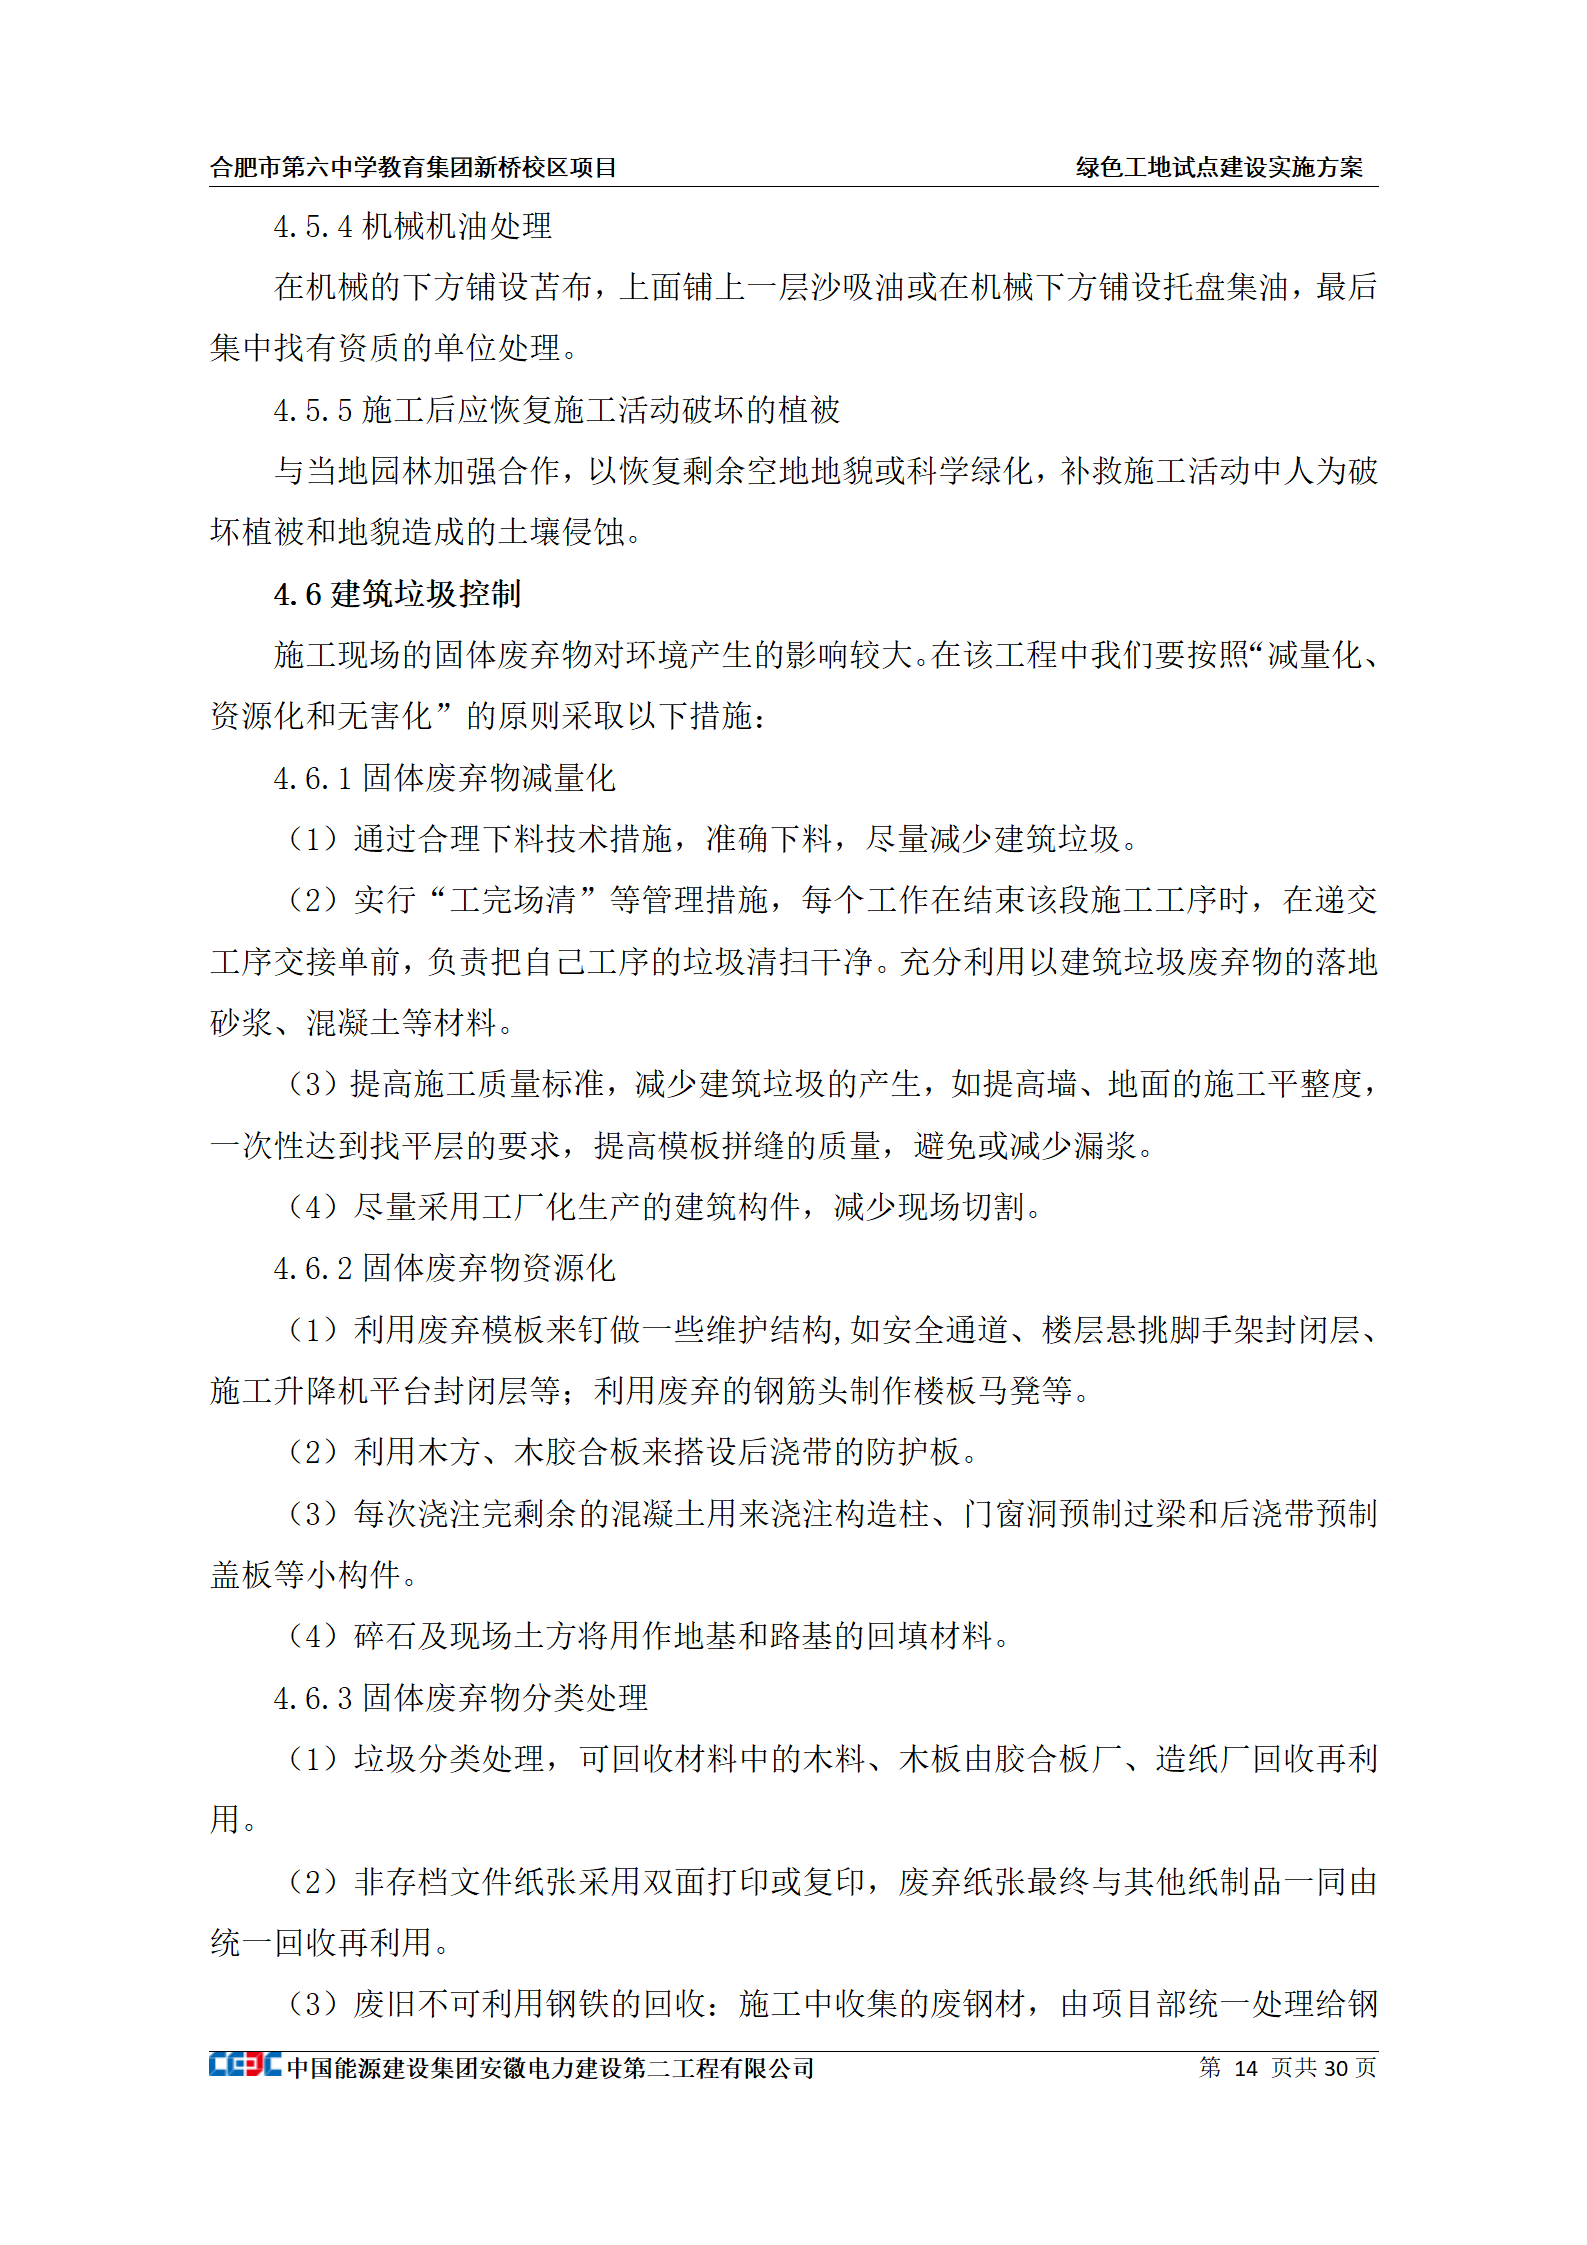 合肥市第六中学教育集团新桥校区项目 绿色工地试点建设实施方案
4.5.4 机械机油处理
在机械的下方铺设苫布，上面铺上一层沙吸油或在机械下方铺设托盘集油，最后
集中找有资质的单位处理。
4.5.5 施工后应恢复施工活动破坏的植被
与当地园林加强合作，以恢复剩余空地地貌或科学绿化，补救施工活动中人为破
坏植被和地貌造成的土壤侵蚀。
4.6 建筑垃圾控制
施工现场的固体废弃物对环境产生的影响较大。在该工程中我们要按照“减量化、
资源化和无害化”的原则采取以下措施：
4.6.1 固体废弃物减量化
（1）通过合理下料技术措施，准确下料，尽量减少建筑垃圾。
（2）实行“工完场清”等管理措施，每个工作在结束该段施工工序时，在递交
工序交接单前，负责把自己工序的垃圾清扫干净。充分利用以建筑垃圾废弃物的落地
砂浆、混凝土等材料。
（3）提高施工质量标准，减少建筑垃圾的产生，如提高墙、地面的施工平整度，
一次性达到找平层的要求，提高模板拼缝的质量，避免或减少漏浆。
（4）尽量采用工厂化生产的建筑构件，减少现场切割。
4.6.2 固体废弃物资源化
（1）利用废弃模板来钉做一些维护结构,如安全通道、楼层悬挑脚手架封闭层、
施工升降机平台封闭层等；利用废弃的钢筋头制作楼板马凳等。
（2）利用木方、木胶合板来搭设后浇带的防护板。
（3）每次浇注完剩余的混凝土用来浇注构造柱、门窗洞预制过梁和后浇带预制
盖板等小构件。
（4）碎石及现场土方将用作地基和路基的回填材料。
4.6.3 固体废弃物分类处理
（1）垃圾分类处理，可回收材料中的木料、木板由胶合板厂、造纸厂回收再利
用。
（2）非存档文件纸张采用双面打印或复印，废弃纸张最终与其他纸制品一同由
统一回收再利用。
（3）废旧不可利用钢铁的回收：施工中收集的废钢材，由项目部统一处理给钢
CEEC 中国能源建设集团安徽电力建设第二工程有限公司 第 14 页共 30 页